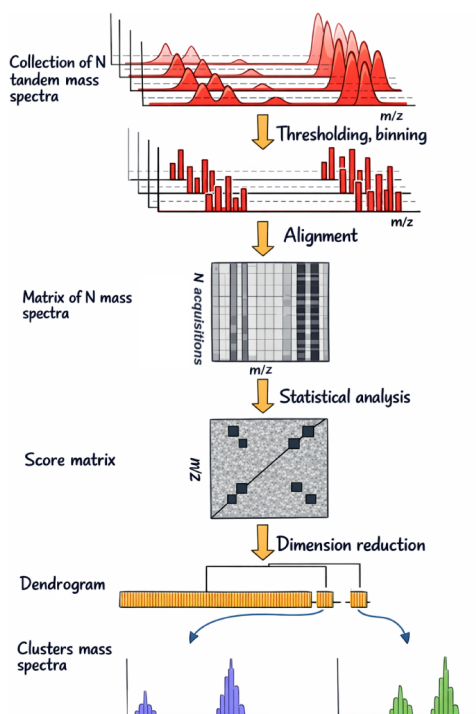 Collection of N
tandem mass
spectra
m/z
Thresholding, binning
m/z
Alignment
Matrix of N mass
spectra
N acquisitions
m/z
Statistical analysis
Score matrix
m/z
Dimension reduction
Dendrogram
Clusters mass
spectra